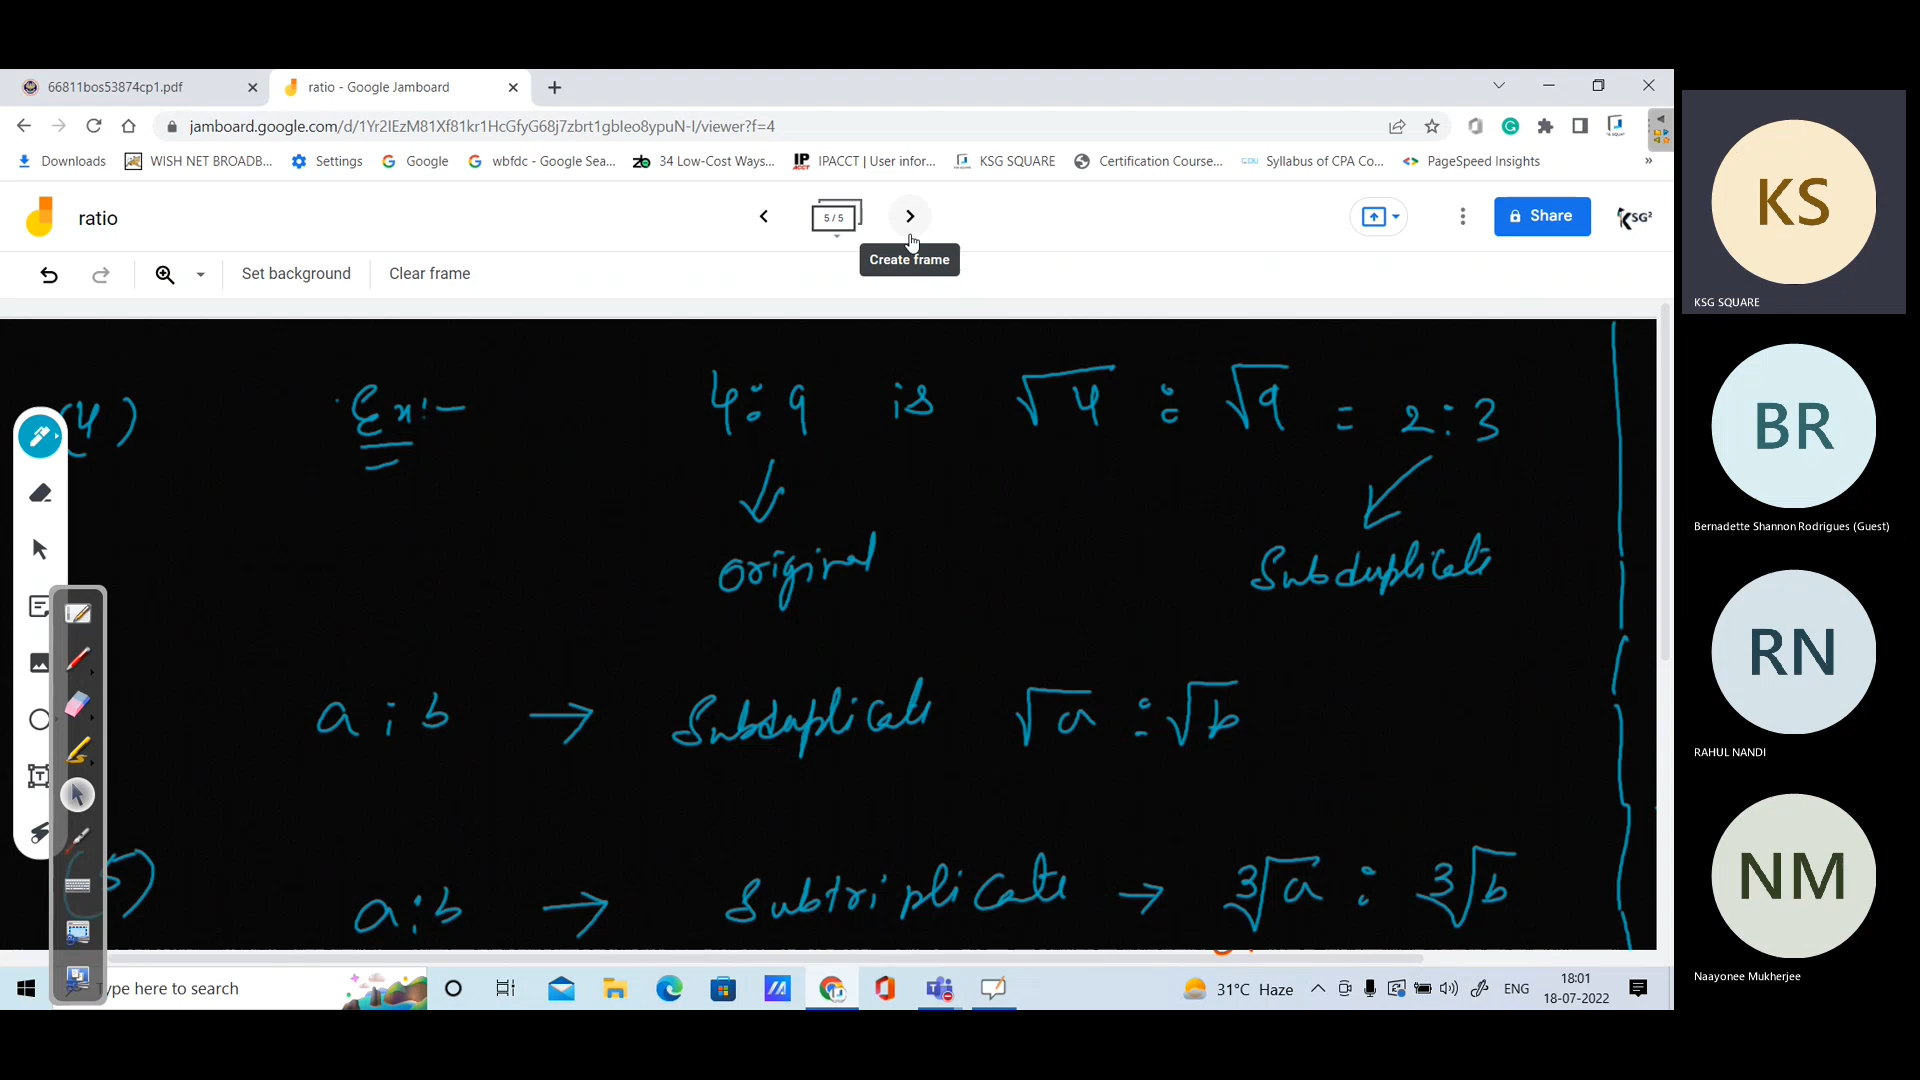 66811bos53874cp1.pdf
ratio - Google Jamboard
jamboard.google.com/d/1Yr2IEzM81Xf81kr1HcGfyG68j7zbrt1gbIeo8ypuN-I/viewer?f=4
Downloads WISH NET BROADB... Settings Google wbfdc - Google Sea... 34 Low-Cost Ways... IPACCT | User infor... KSG SQUARE Certification Course... Syllabus of CPA Co... PageSpeed Insights »
ratio
5 / 5
Share
KSG²
Create frame
Set background Clear frame
(4) Ex:- 4:9 is √4 : √9 = 2:3
Original Subduplicate
a : b → Subduplicate √a : √b
(5) a : b → Subtriplicate → ∛a : ∛b
Type here to search
31°C Haze
ENG
18:01
18-07-2022
KS
KSG SQUARE
BR
Bernadette Shannon Rodrigues (Guest)
RN
RAHUL NANDI
NM
Naayonee Mukherjee